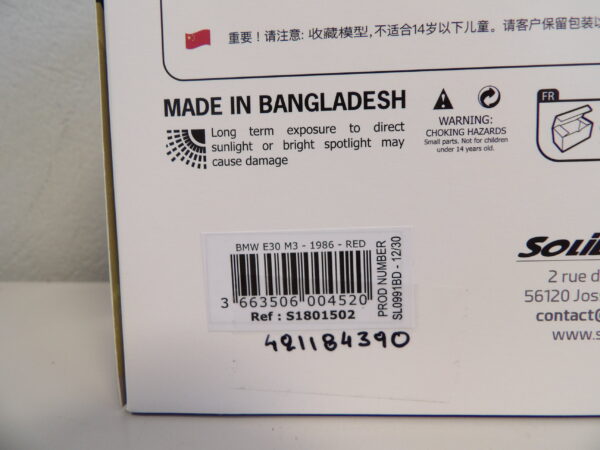 重要！请注意: 收藏模型,不适合14岁以下儿童。请客户保留包装以
MADE IN BANGLADESH
Long term exposure to direct
sunlight or bright spotlight may
cause damage
WARNING:
CHOKING HAZARDS
Small parts. Not for children
under 14 years old.
FR
BMW E30 M3 - 1986 - RED
3 663506 004520
Ref : S1801502
PROD NUMBER
SL0991BD - 12/30
421184390
SOLI
2 rue d
56120 Jos
contact@
www.s